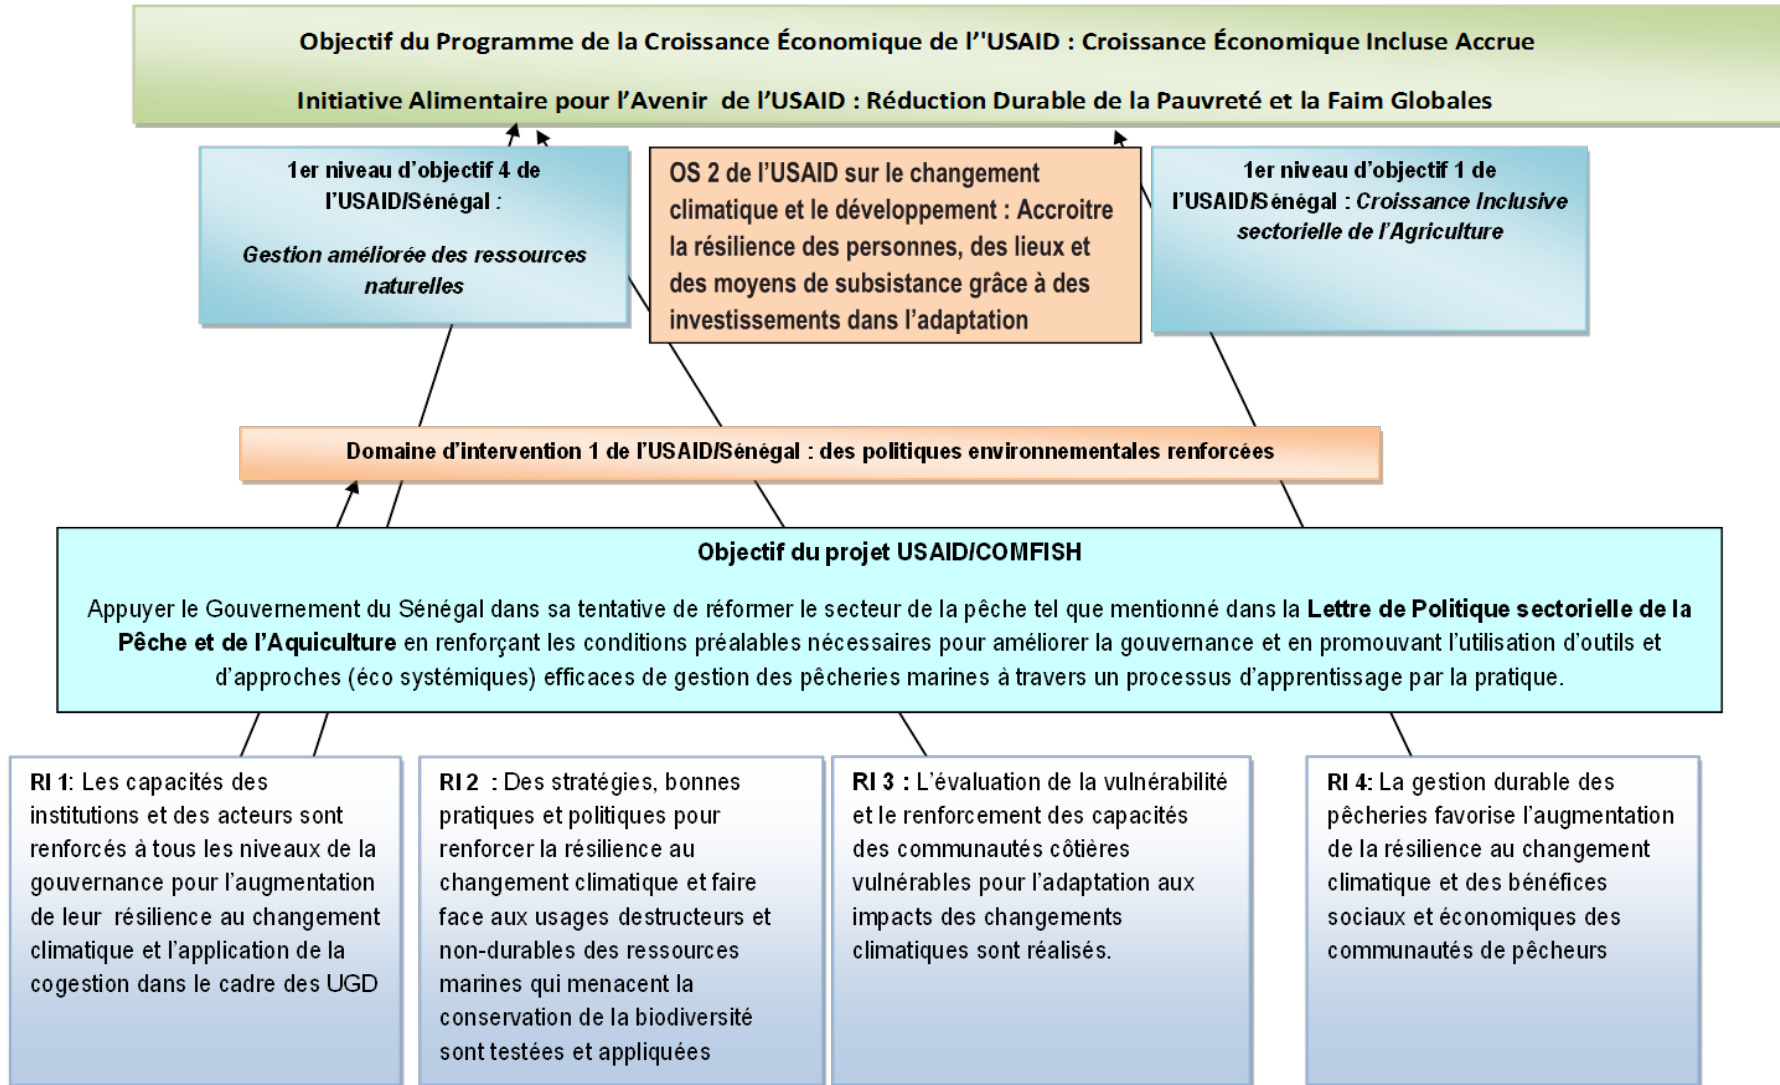 Objectif du Programme de la Croissance Économique de l''USAID : Croissance Économique Incluse Accrue
Initiative Alimentaire pour l'Avenir de l'USAID : Réduction Durable de la Pauvreté et la Faim Globales
1er niveau d'objectif 4 de
l'USAID/Sénégal :
Gestion améliorée des ressources
naturelles
OS 2 de l'USAID sur le changement
climatique et le développement : Accroitre
la résilience des personnes, des lieux et
des moyens de subsistance grâce à des
investissements dans l'adaptation
1er niveau d'objectif 1 de
l'USAID/Sénégal : Croissance Inclusive
sectorielle de l'Agriculture
Domaine d'intervention 1 de l'USAID/Sénégal : des politiques environnementales renforcées
Objectif du projet USAID/COMFISH
Appuyer le Gouvernement du Sénégal dans sa tentative de réformer le secteur de la pêche tel que mentionné dans la Lettre de Politique sectorielle de la
Pêche et de l'Aquiculture en renforçant les conditions préalables nécessaires pour améliorer la gouvernance et en promouvant l'utilisation d'outils et
d'approches (éco systémiques) efficaces de gestion des pêcheries marines à travers un processus d'apprentissage par la pratique.
RI 1: Les capacités des
institutions et des acteurs sont
renforcés à tous les niveaux de la
gouvernance pour l'augmentation
de leur résilience au changement
climatique et l'application de la
cogestion dans le cadre des UGD
RI 2 : Des stratégies, bonnes
pratiques et politiques pour
renforcer la résilience au
changement climatique et faire
face aux usages destructeurs et
non-durables des ressources
marines qui menacent la
conservation de la biodiversité
sont testées et appliquées
RI 3 : L'évaluation de la vulnérabilité
et le renforcement des capacités
des communautés côtières
vulnérables pour l'adaptation aux
impacts des changements
climatiques sont réalisés.
RI 4: La gestion durable des
pêcheries favorise l'augmentation
de la résilience au changement
climatique et des bénéfices
sociaux et économiques des
communautés de pêcheurs